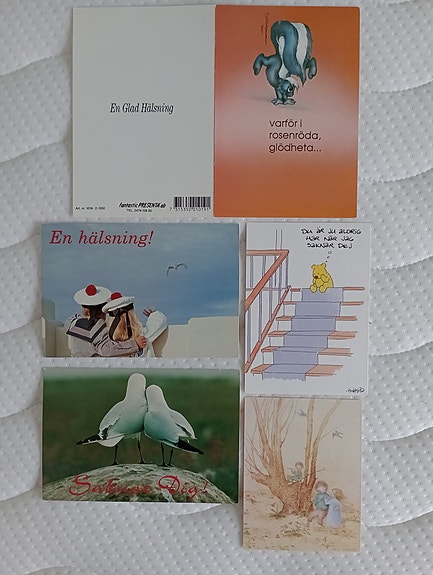 En Glad Hälsning
varför i
rosenröda,
glödheta...
Fantastic PRESENTA ab
En hälsning!
DU ÄR JU ALDRIG
HÄR NÄR JAG
SAKNAR DEJ
Saknar Dig!